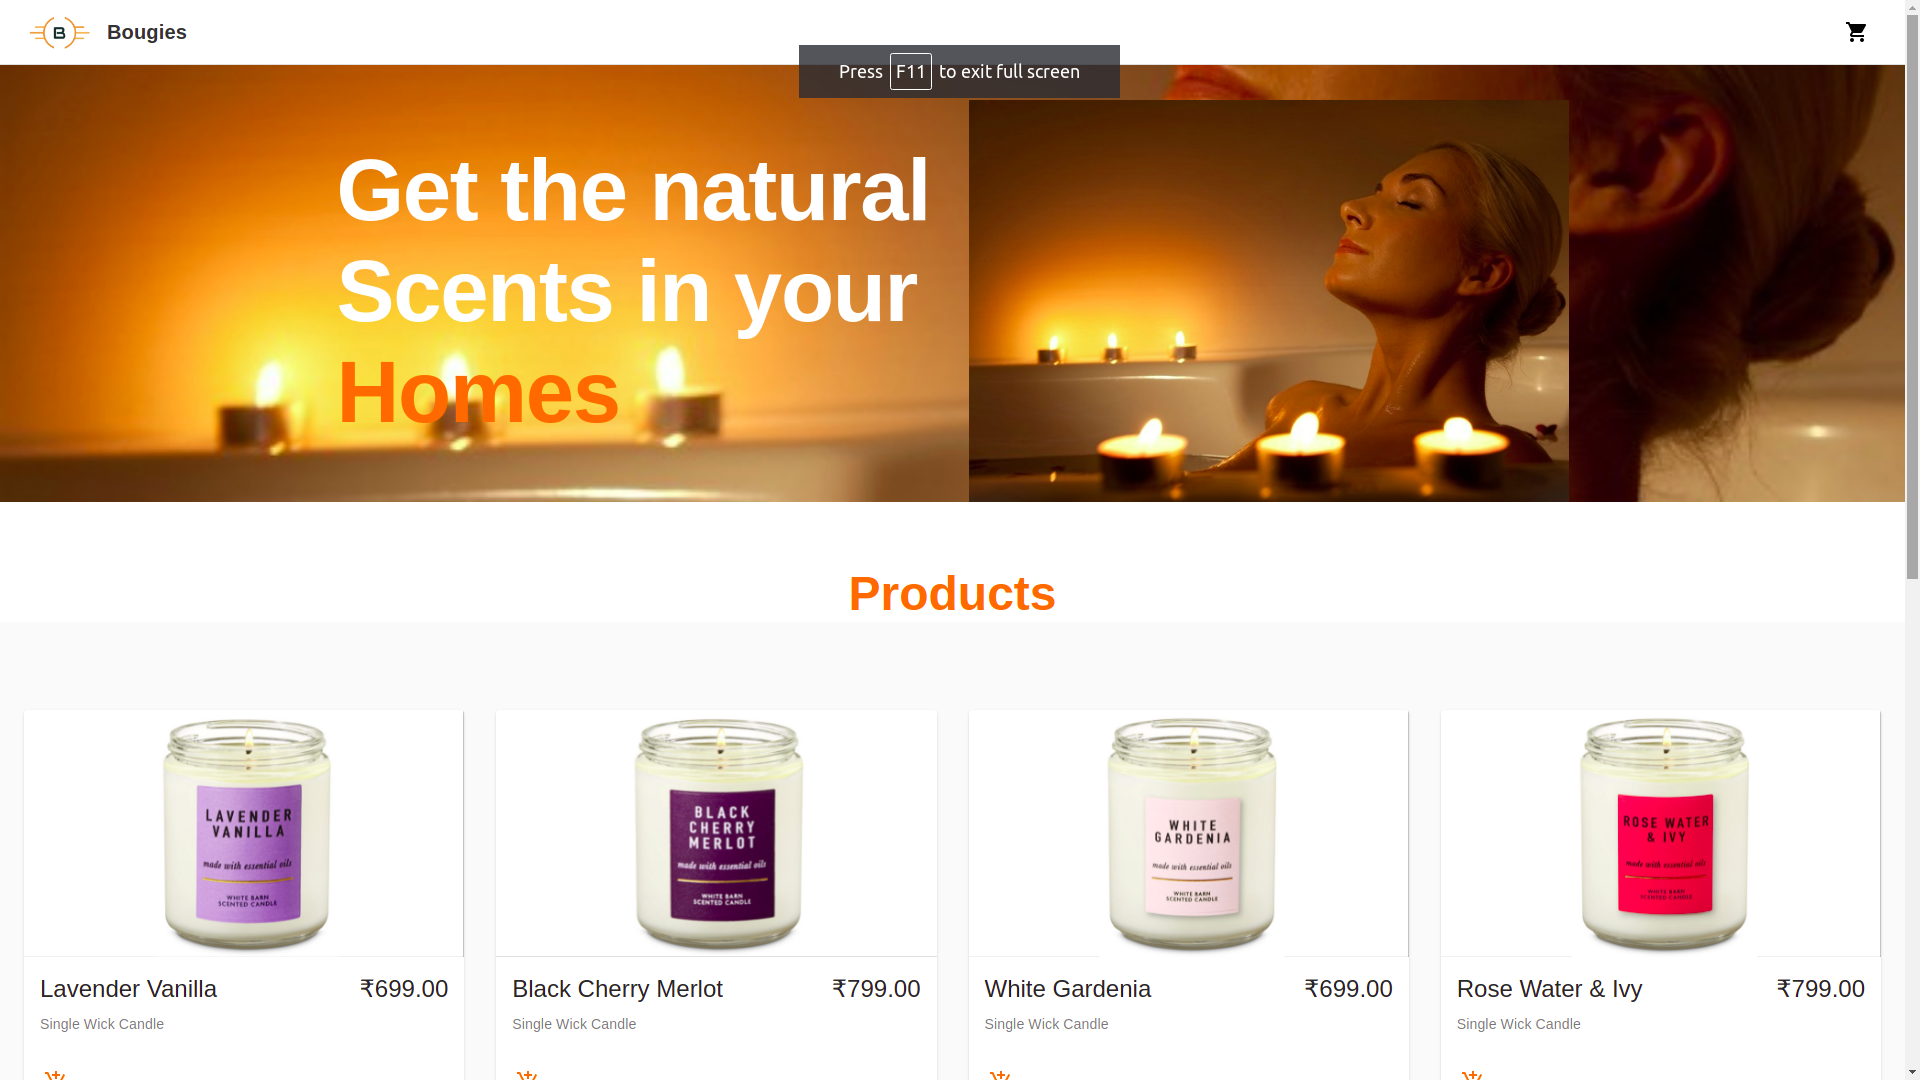 B Bougies
Press F11 to exit full screen
Get the natural
Scents in your
Homes
Products
LAVENDER
VANILLA
made with essential oils
WHITE BARN
SCENTED CANDLE
BLACK
CHERRY
MERLOT
made with essential oils
WHITE BARN
SCENTED CANDLE
WHITE
GARDENIA
made with essential oils
WHITE BARN
SCENTED CANDLE
ROSE WATER
& IVY
made with essential oils
WHITE BARN
SCENTED CANDLE
Lavender Vanilla ₹699.00
Single Wick Candle
Black Cherry Merlot ₹799.00
Single Wick Candle
White Gardenia ₹699.00
Single Wick Candle
Rose Water & Ivy ₹799.00
Single Wick Candle